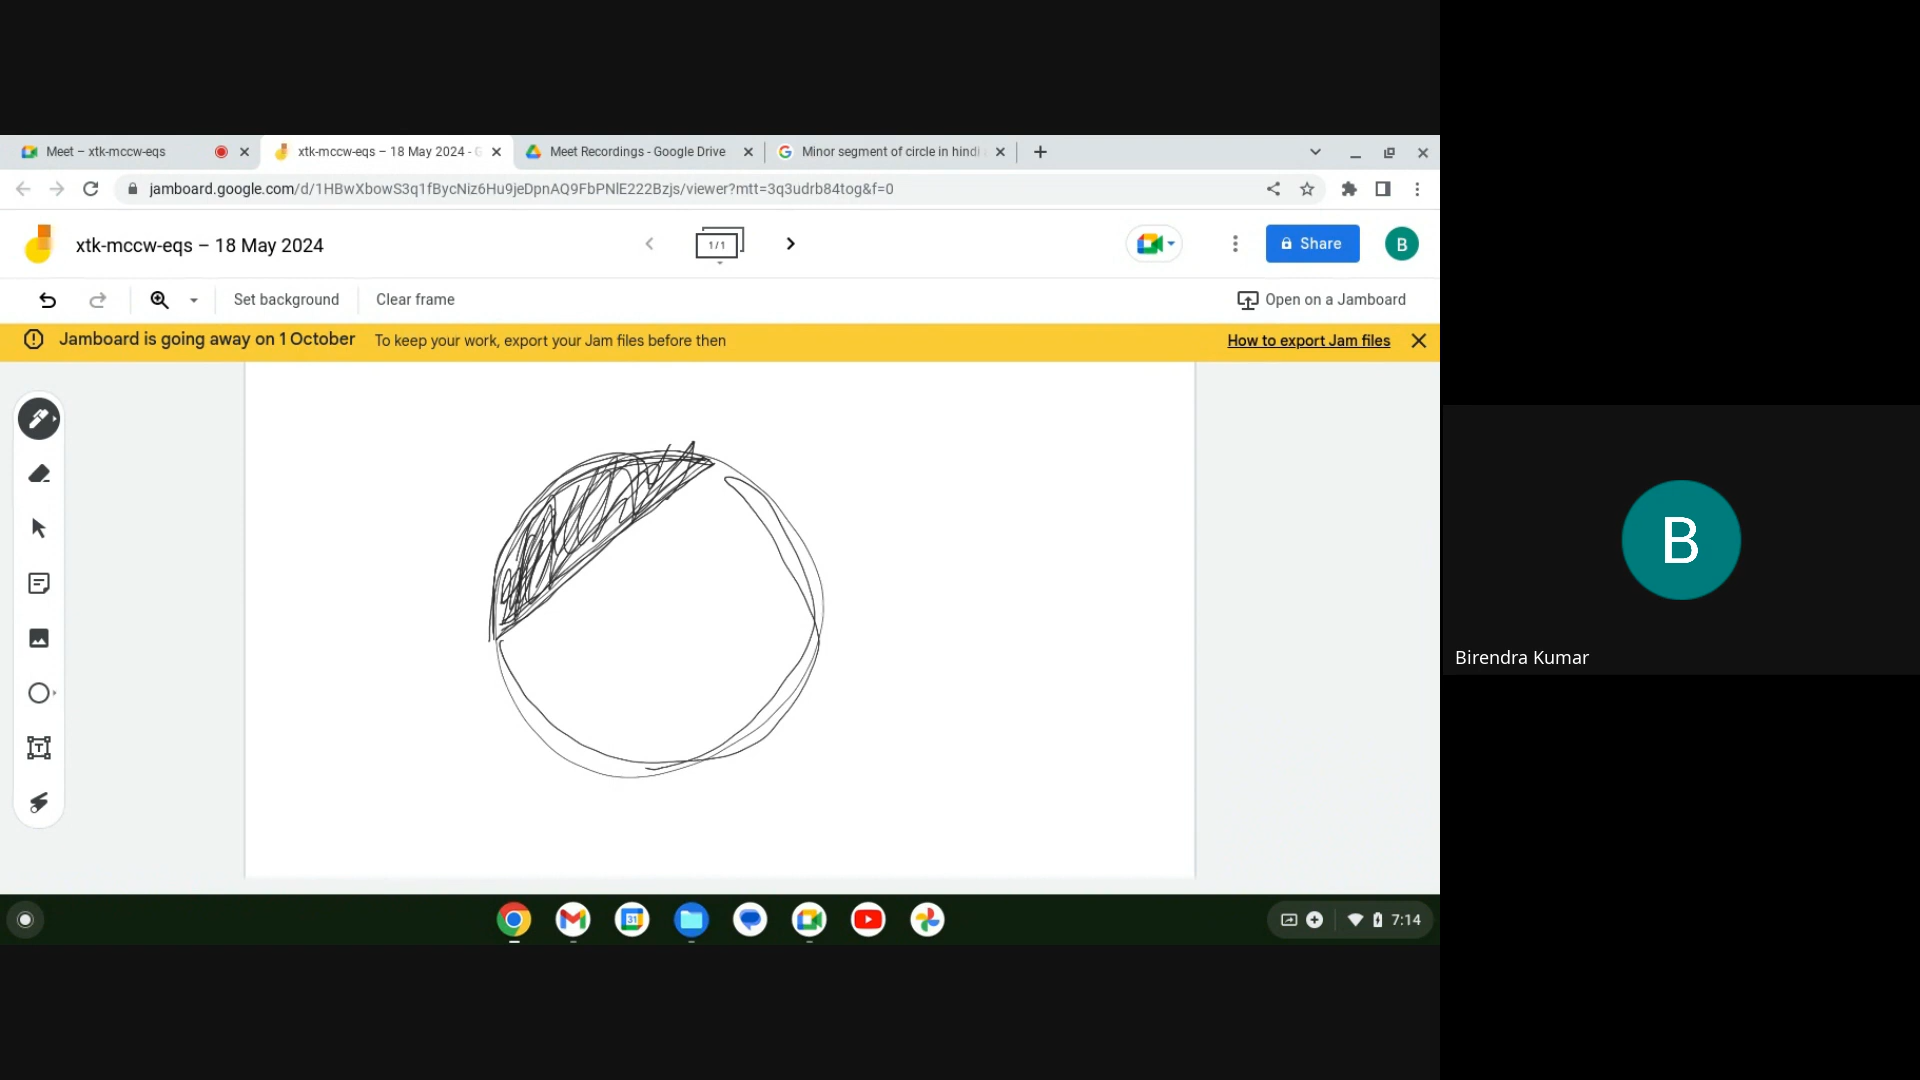 Meet – xtk-mccw-eqs
xtk-mccw-eqs – 18 May 2024 - G
Meet Recordings - Google Drive
Minor segment of circle in hindi
jamboard.google.com/d/1HBwXbowS3q1fBycNiz6Hu9jeDpnAQ9FbPNlE222Bzjs/viewer?mtt=3q3udrb84tog&f=0
xtk-mccw-eqs – 18 May 2024
1/1
Share
B
Set background
Clear frame
Open on a Jamboard
Jamboard is going away on 1 October
To keep your work, export your Jam files before then
How to export Jam files
T
B
Birendra Kumar
31
7:14